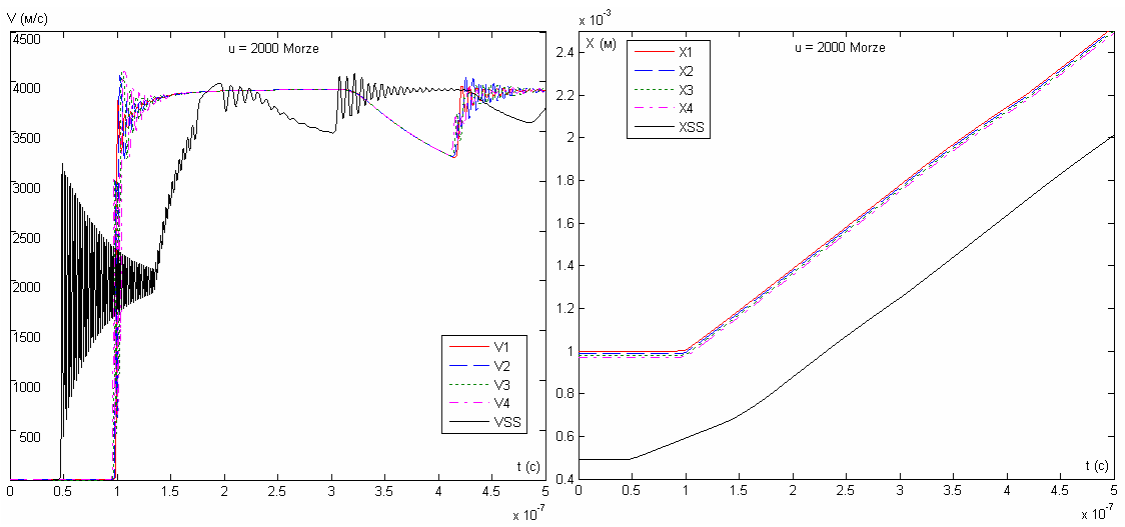 V (м/с)
u = 2000 Morze
4500
4000
3500
3000
2500
2000
1500
1000
500
V1
V2
V3
V4
VSS
t (с)
0 0.5 1 1.5 2 2.5 3 3.5 4 4.5 5
x 10⁻⁷
x 10⁻³
X (м)
u = 2000 Morze
X1
X2
X3
X4
XSS
2.4
2.2
2
1.8
1.6
1.4
1.2
1
0.8
0.6
0.4
t (с)
0 0.5 1 1.5 2 2.5 3 3.5 4 4.5 5
x 10⁻⁷